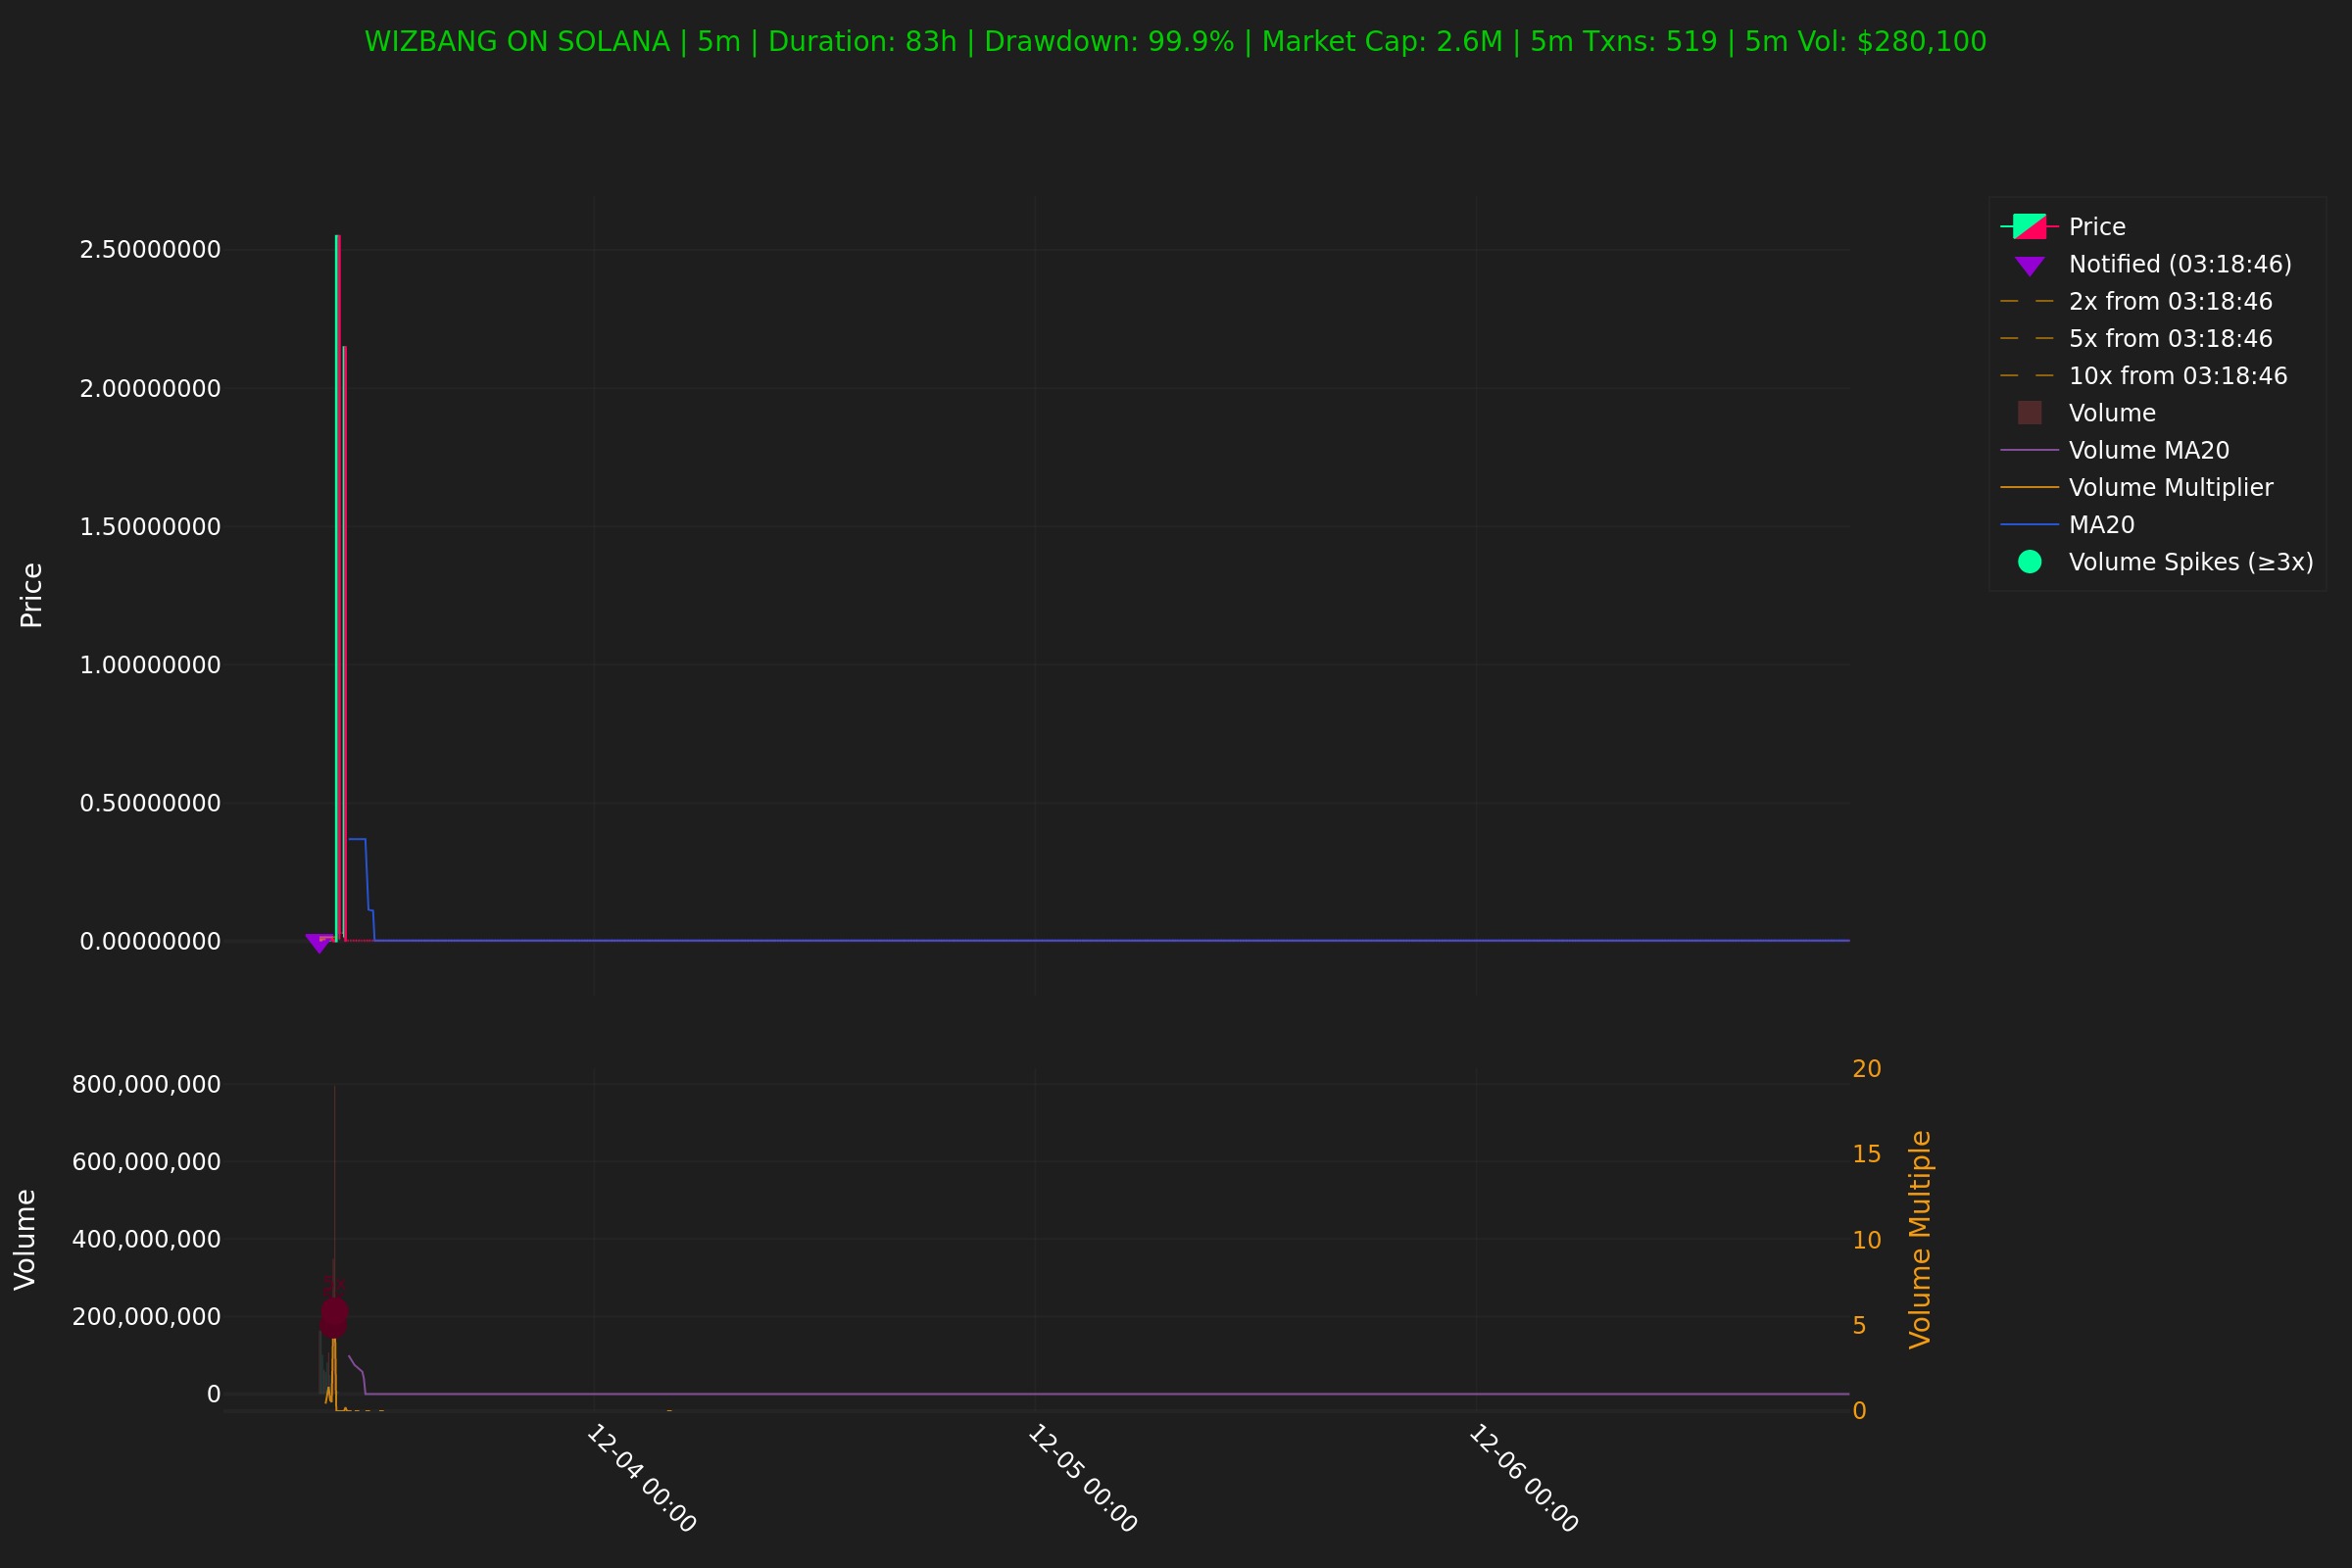 WIZBANG ON SOLANA | 5m | Duration: 83h | Drawdown: 99.9% | Market Cap: 2.6M | 5m Txns: 519 | 5m Vol: $280,100
Price
2.50000000
2.00000000
1.50000000
1.00000000
0.50000000
0.00000000
Price
Notified (03:18:46)
2x from 03:18:46
5x from 03:18:46
10x from 03:18:46
Volume
Volume MA20
Volume Multiplier
MA20
Volume Spikes (≥3x)
Volume
800,000,000
600,000,000
400,000,000
200,000,000
0
20
15
10
5
0
Volume Multiple
12-04 00:00
12-05 00:00
12-06 00:00